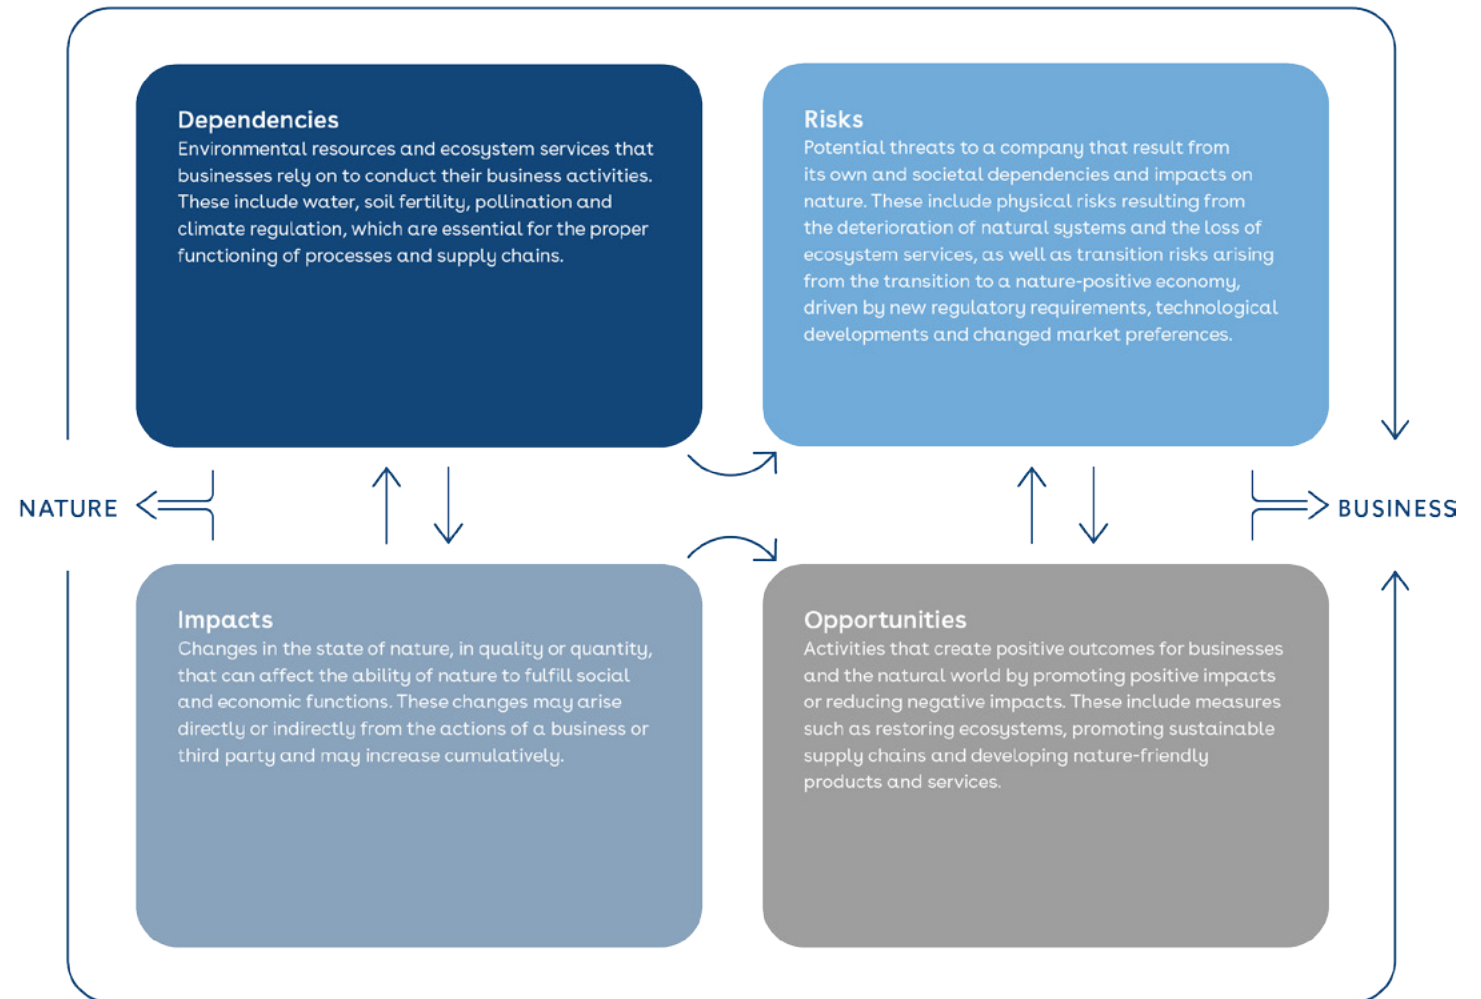 Dependencies
Environmental resources and ecosystem services that
businesses rely on to conduct their business activities.
These include water, soil fertility, pollination and
climate regulation, which are essential for the proper
functioning of processes and supply chains.
Risks
Potential threats to a company that result from
its own and societal dependencies and impacts on
nature. These include physical risks resulting from
the deterioration of natural systems and the loss of
ecosystem services, as well as transition risks arising
from the transition to a nature-positive economy,
driven by new regulatory requirements, technological
developments and changed market preferences.
NATURE
BUSINESS
Impacts
Changes in the state of nature, in quality or quantity,
that can affect the ability of nature to fulfill social
and economic functions. These changes may arise
directly or indirectly from the actions of a business or
third party and may increase cumulatively.
Opportunities
Activities that create positive outcomes for businesses
and the natural world by promoting positive impacts
or reducing negative impacts. These include measures
such as restoring ecosystems, promoting sustainable
supply chains and developing nature-friendly
products and services.